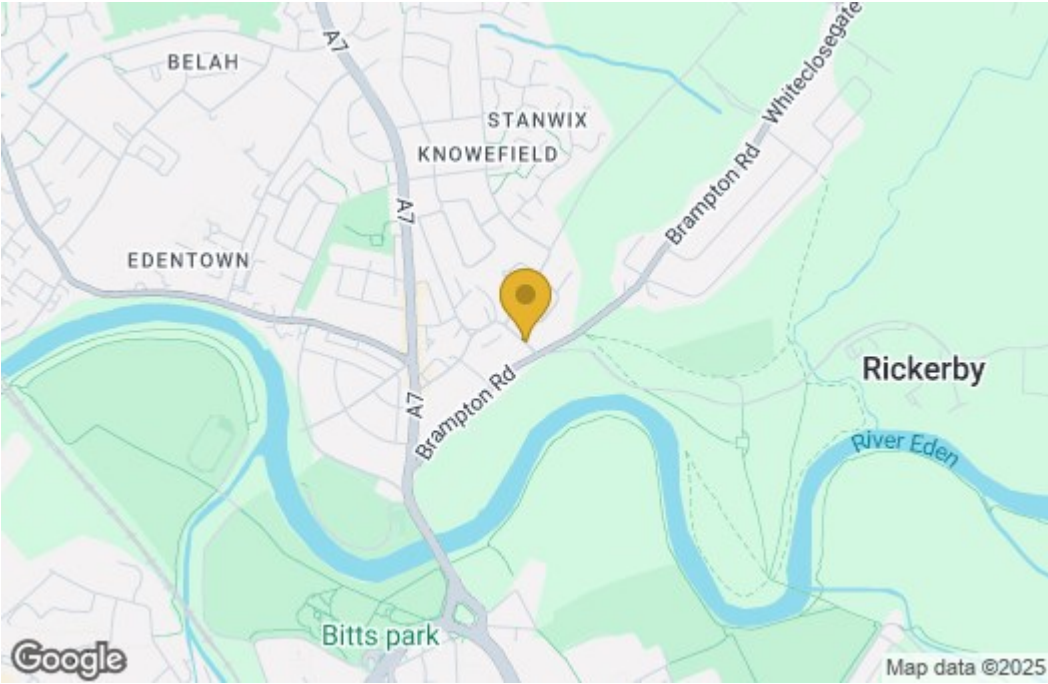 A7
BELAH
Whiteclosegate
STANWIX
KNOWEFIELD
Brampton Rd
A7
EDENTOWN
Rickerby
Brampton Rd
A7
River Eden
Bitts park
Google
Map data ©2025